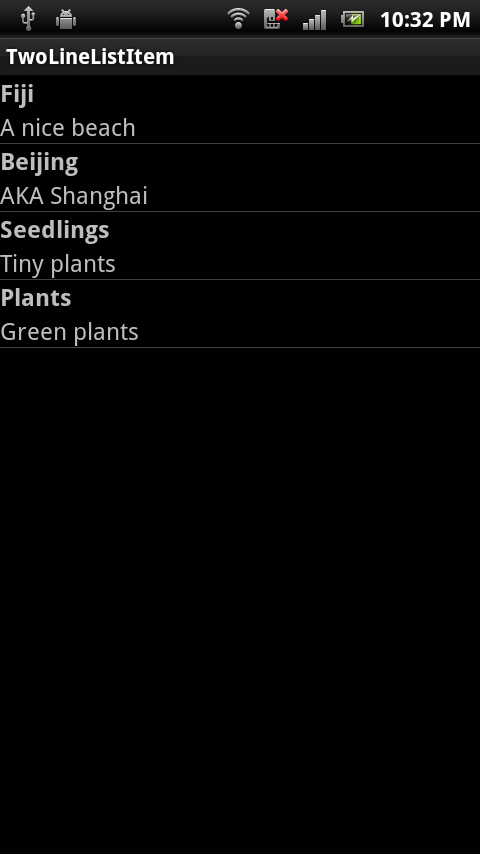 10:32 PM
TwoLineListItem
Fiji
A nice beach
Beijing
AKA Shanghai
Seedlings
Tiny plants
Plants
Green plants